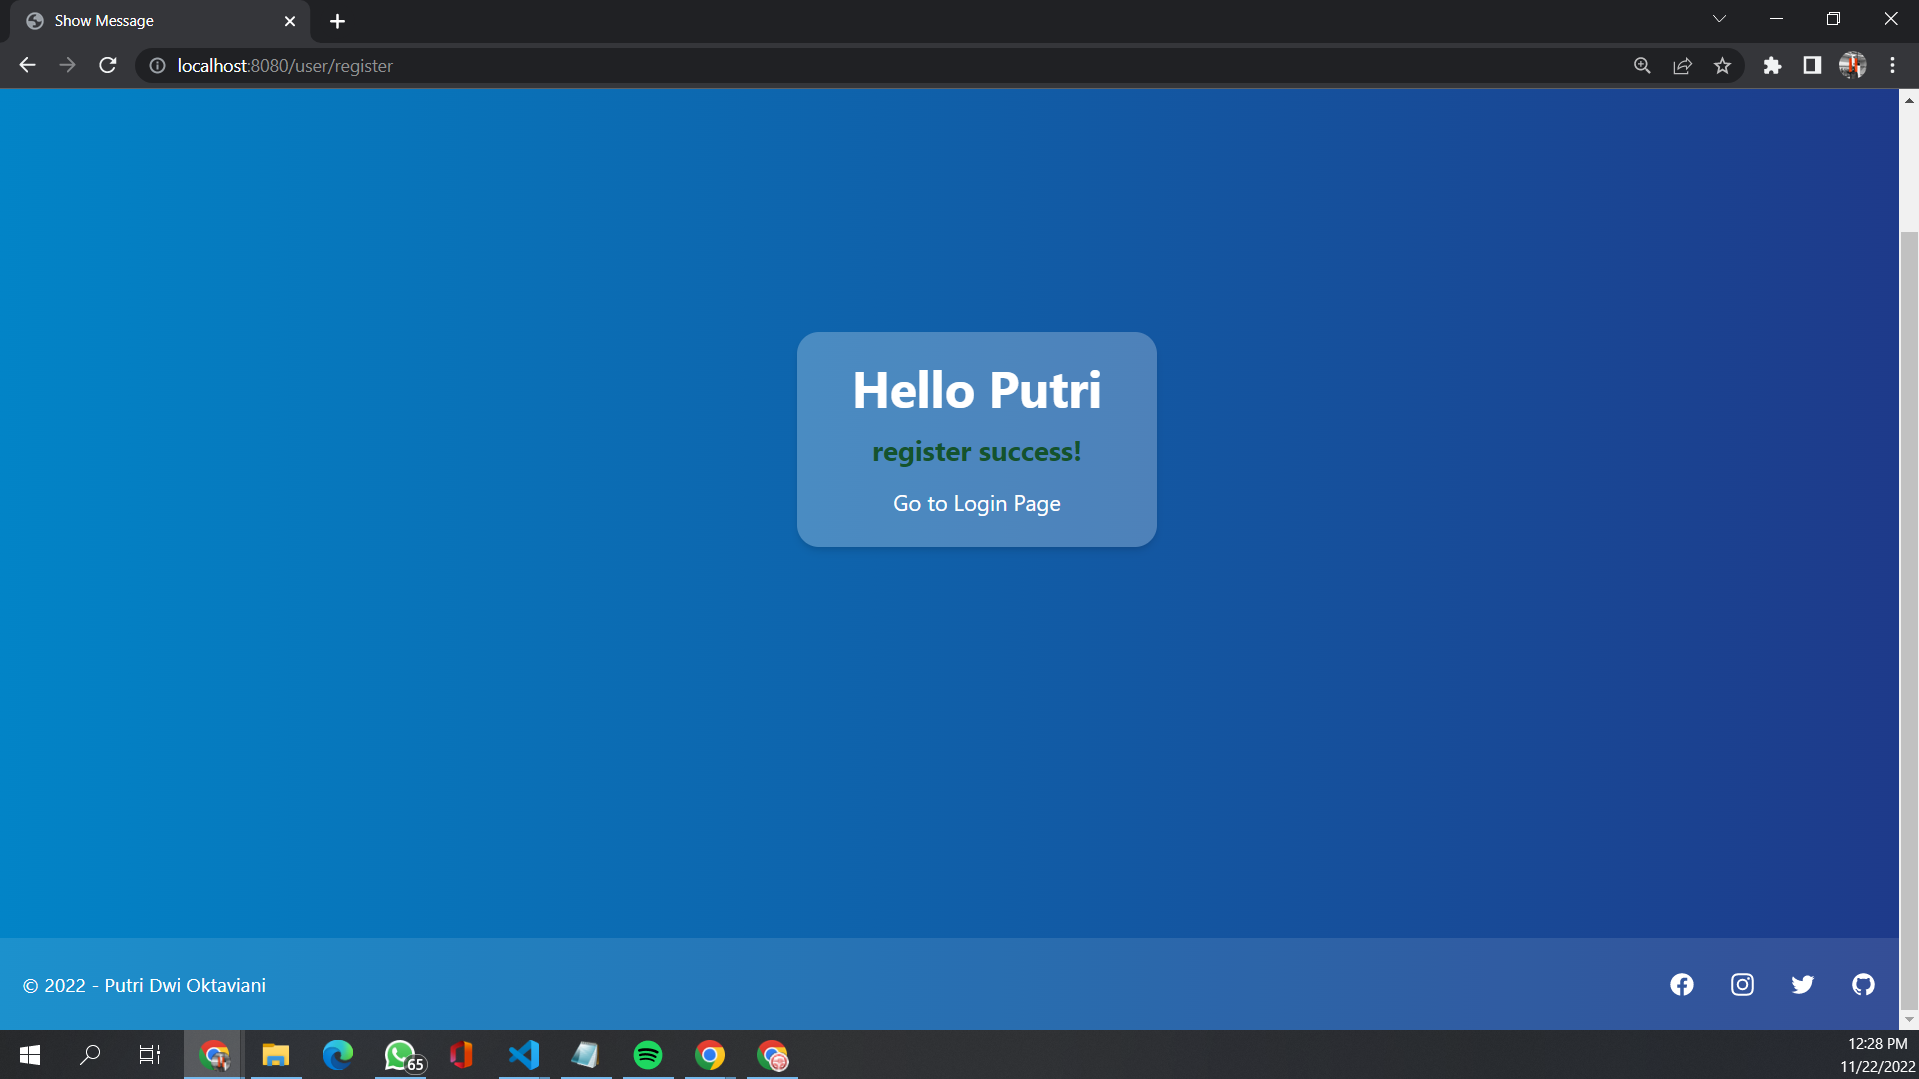 Show Message
localhost:8080/user/register
Hello Putri
register success!
Go to Login Page
© 2022 - Putri Dwi Oktaviani
65
12:28 PM
11/22/2022